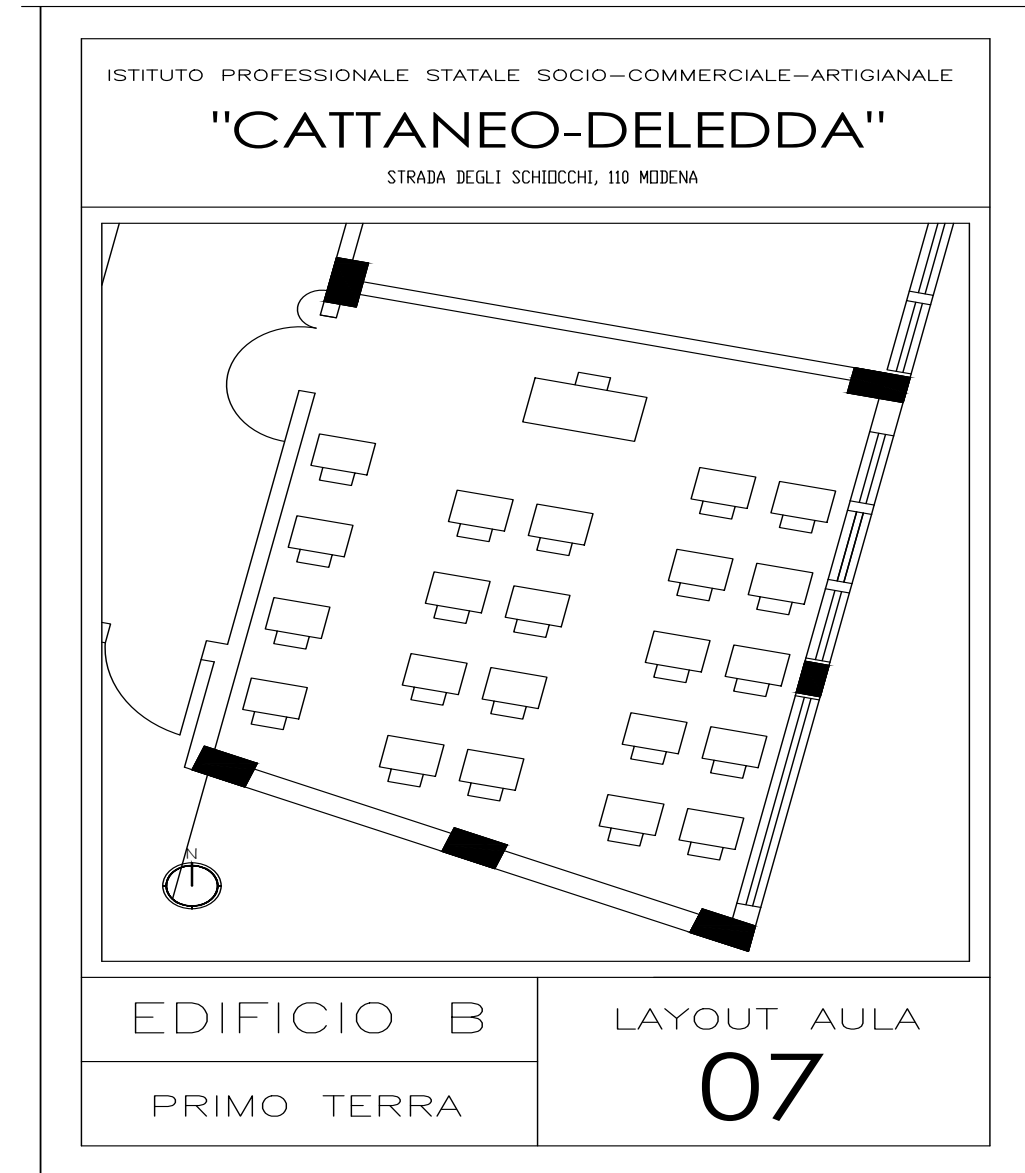 ISTITUTO PROFESSIONALE STATALE SOCIO-COMMERCIALE-ARTIGIANALE
"CATTANEO-DELEDDA"
STRADA DEGLI SCHIOCCHI, 110 MODENA
N
EDIFICIO B
PRIMO TERRA
LAYOUT AULA
07